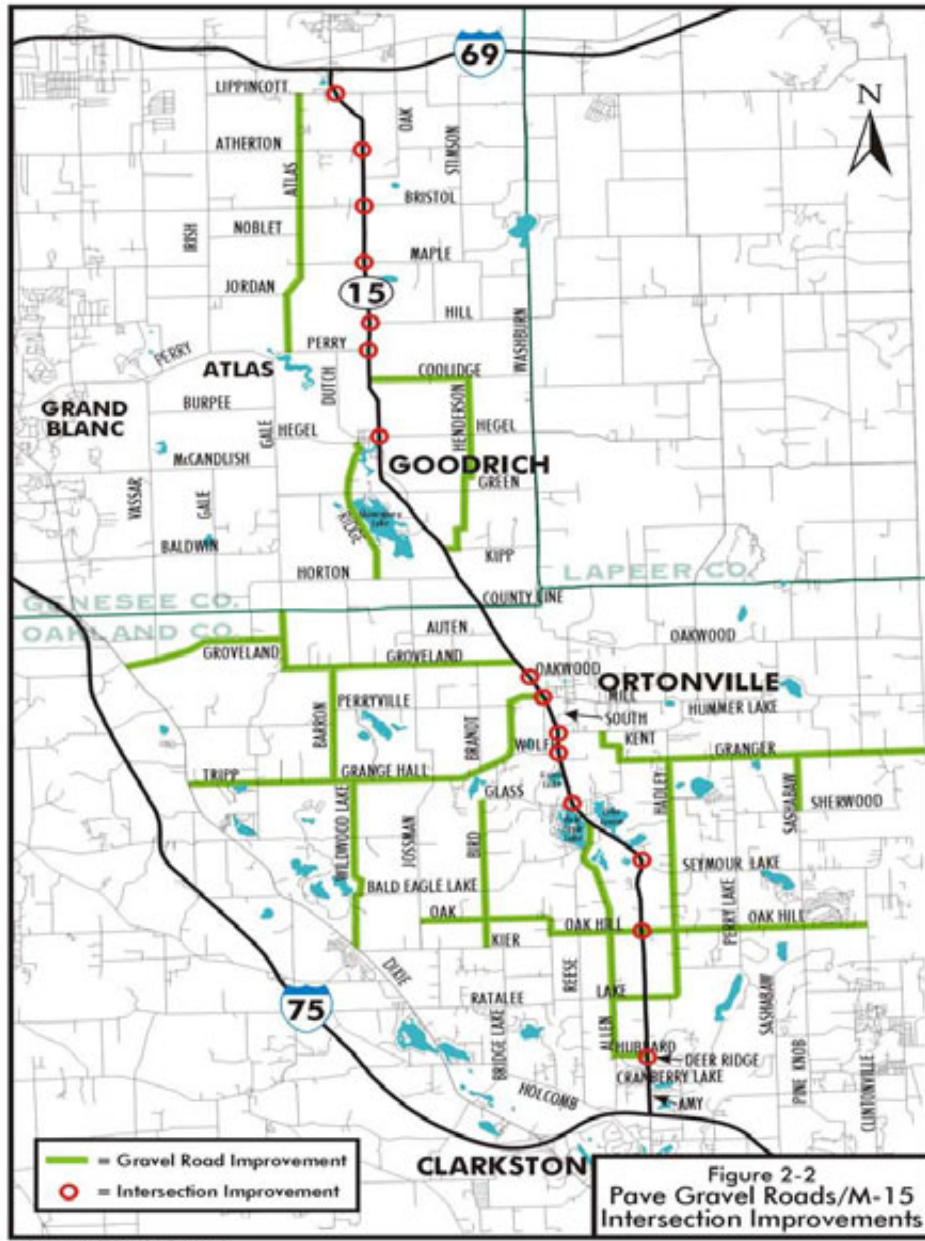 69
LIPPINCOTT
OAK
N
ATHERTON
STIMSON
ATLAS
BRISTOL
NOBLET
IRISH
MAPLE
JORDAN
15
HILL
WASHBURN
PERRY
PERRY
ATLAS
DUTCH
COOLIDGE
GRAND
BLANC
BURPEE
HENDERSON
GALE
HEGEL
HEGEL
McCANDLISH
GOODRICH
VASSAR
GALE
GREEN
RIDGE
Lake
BALDWIN
KIPP
HORTON
LAPEER CO.
GENESEE CO.
COUNTY LINE
OAKLAND CO.
AUTEN
OAKWOOD
GROVELAND
GROVELAND
OAKWOOD
ORTONVILLE
PERRYVILLE
MILL
HUMMER LAKE
BARRON
BRANDT
SOUTH
KENT
WOLFE
GRANGER
TRIPP
GRANGE HALL
GLASS
HADLEY
SASHABAW
SHERWOOD
WILDWOOD LAKE
JOSSMAN
BIRD
SEYMOUR LAKE
BALD EAGLE LAKE
PERRY LAKE
OAK
OAK HILL
OAK HILL
KIER
DIXIE
REESE
75
RATALEE
LAKE
SASHABAW
BRIDGE LAKE
ALLEN
HUBBARD
DEER RIDGE
CRANBERRY LAKE
PINE KNOB
CLINTONVILLE
HOLCOMB
AMY
= Gravel Road Improvement
= Intersection Improvement
CLARKSTON
Figure 2-2
Pave Gravel Roads/M-15
Intersection Improvements